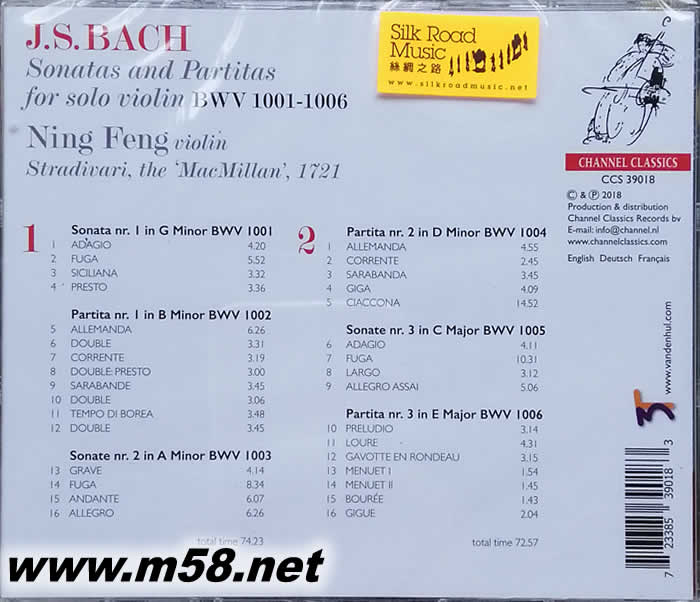 J.S.BACH
Sonatas and Partitas
for solo violin BWV 1001-1006
Ning Feng violin
Stradivari, the 'MacMillan', 1721
Silk Road
Music
絲綢之路
www.silkroadmusic.net
CHANNEL CLASSICS
CCS 39018
© & ℗ 2018
Production & distribution
Channel Classics Records bv
E-mail: info@channel.nl
www.channelclassics.com
English Deutsch Français
www.vandenhul.com
1
Sonata nr. 1 in G Minor BWV 1001
1 ADAGIO 4.20
2 FUGA 5.52
3 SICILIANA 3.32
4 PRESTO 3.36
Partita nr. 1 in B Minor BWV 1002
5 ALLEMANDA 6.26
6 DOUBLE 3.31
7 CORRENTE 3.19
8 DOUBLE: PRESTO 3.00
9 SARABANDE 3.45
10 DOUBLE 3.06
11 TEMPO DI BOREA 3.48
12 DOUBLE 3.45
Sonate nr. 2 in A Minor BWV 1003
13 GRAVE 4.14
14 FUGA 8.34
15 ANDANTE 6.07
16 ALLEGRO 6.26
total time 74.23
2
Partita nr. 2 in D Minor BWV 1004
1 ALLEMANDA 4.55
2 CORRENTE 2.45
3 SARABANDA 3.45
4 GIGA 4.09
5 CIACCONA 14.52
Sonate nr. 3 in C Major BWV 1005
6 ADAGIO 4.11
7 FUGA 10.31
8 LARGO 3.12
9 ALLEGRO ASSAI 5.06
Partita nr. 3 in E Major BWV 1006
10 PRELUDIO 3.14
11 LOURE 4.31
12 GAVOTTE EN RONDEAU 3.15
13 MENUET I 1.54
14 MENUET II 1.45
15 BOURÉE 1.43
16 GIGUE 2.04
total time 72.57
7 23385 39018 3
www.m58.net